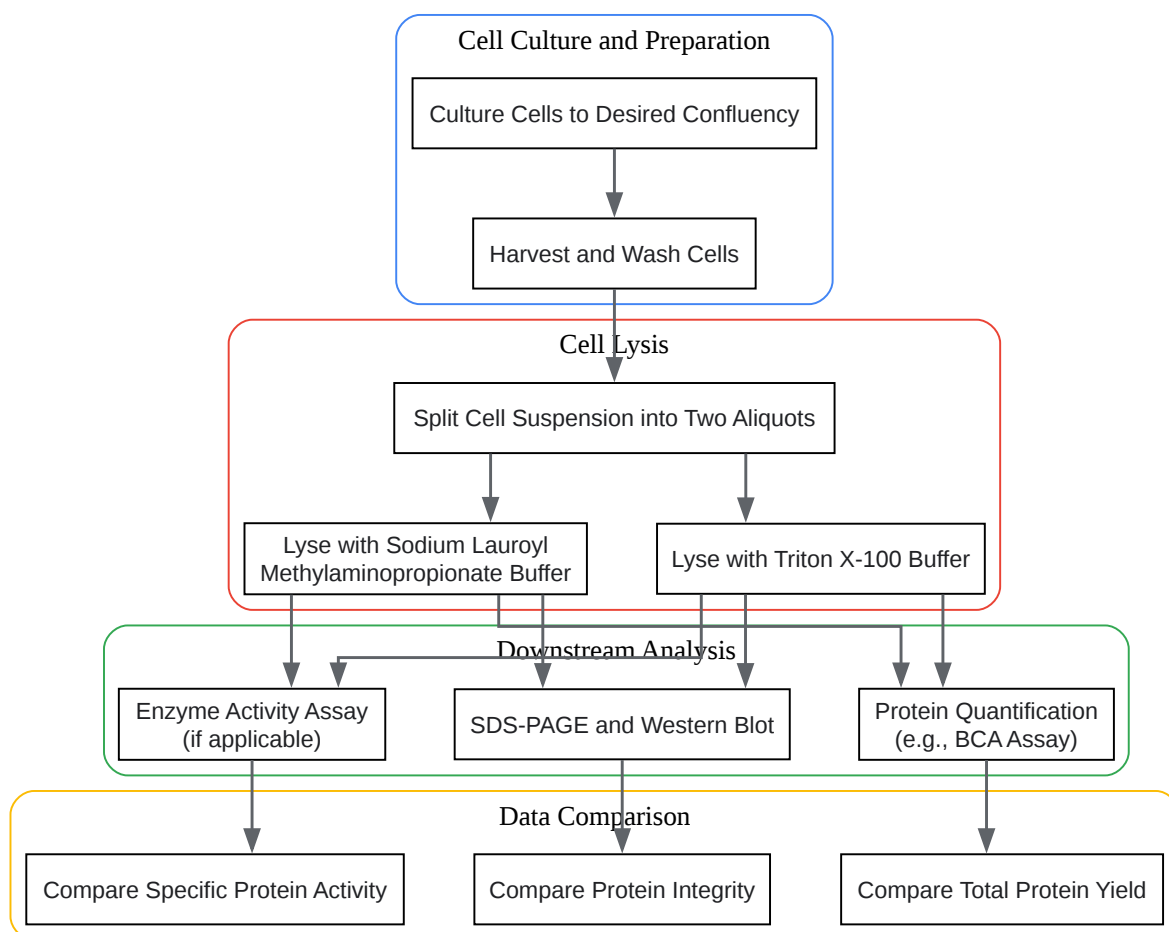 Cell Culture and Preparation
Culture Cells to Desired Confluency
Harvest and Wash Cells
Cell Lysis
Split Cell Suspension into Two Aliquots
Lyse with Sodium Lauroyl
Methylaminopropionate Buffer
Lyse with Triton X-100 Buffer
Downstream Analysis
Enzyme Activity Assay
(if applicable)
SDS-PAGE and Western Blot
Protein Quantification
(e.g., BCA Assay)
Data Comparison
Compare Specific Protein Activity
Compare Protein Integrity
Compare Total Protein Yield